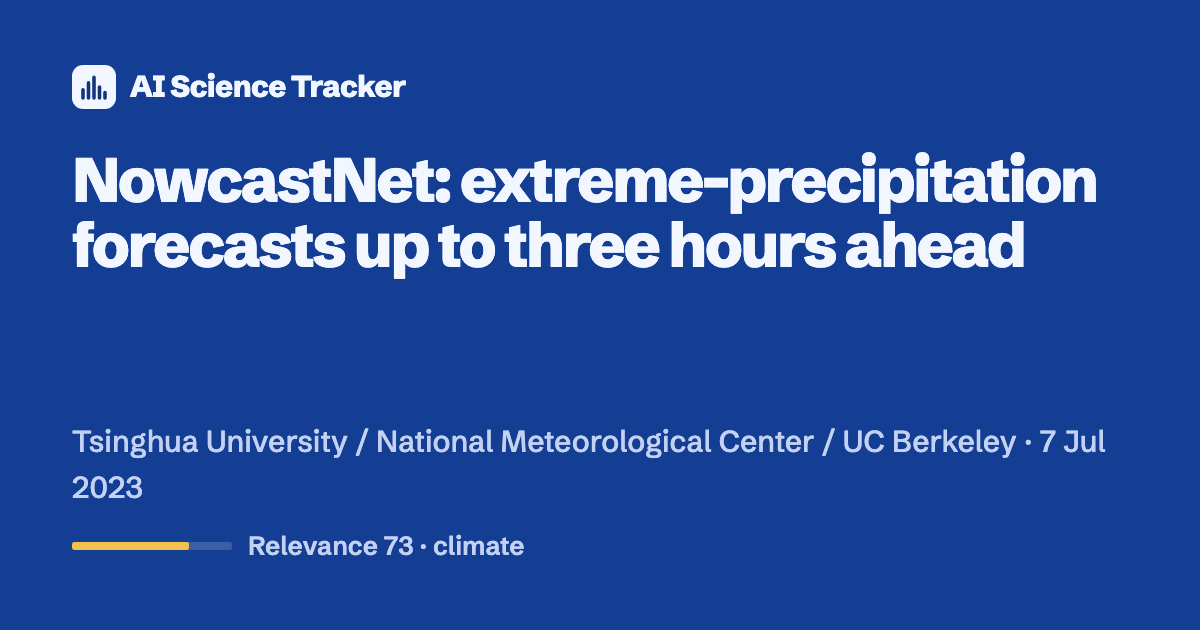 AI Science Tracker
NowcastNet: extreme-precipitation
forecasts up to three hours ahead
Tsinghua University / National Meteorological Center / UC Berkeley · 7 Jul
2023
Relevance 73 · climate